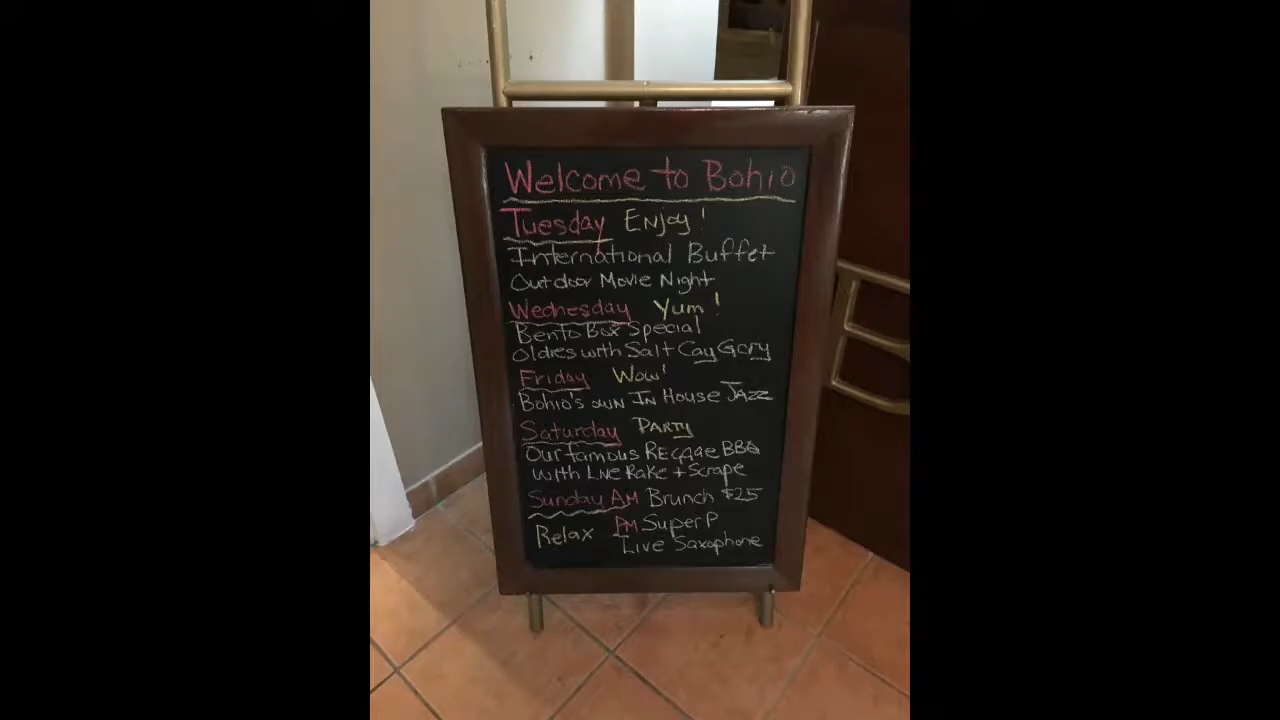 Welcome to Bohio
Tuesday Enjoy!
International Buffet
Outdoor Movie Night
Wednesday Yum!
Bento Box Special
Oldies with Salt Cay Gary
Friday Wow!
Bohio's own In House Jazz
Saturday PARTY
Our famous REggae BBQ
with Live Rake + Scrape
Sunday AM Brunch $25
Relax PM Super P
Live Saxophone